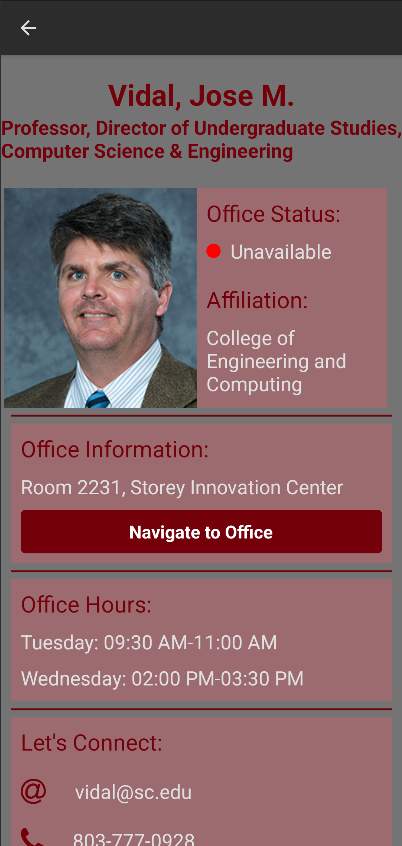 Vidal, Jose M.
Professor, Director of Undergraduate Studies,
Computer Science & Engineering
Office Status:
Unavailable
Affiliation:
College of
Engineering and
Computing
Office Information:
Room 2231, Storey Innovation Center
Navigate to Office
Office Hours:
Tuesday: 09:30 AM-11:00 AM
Wednesday: 02:00 PM-03:30 PM
Let's Connect:
@ vidal@sc.edu
803-777-0928